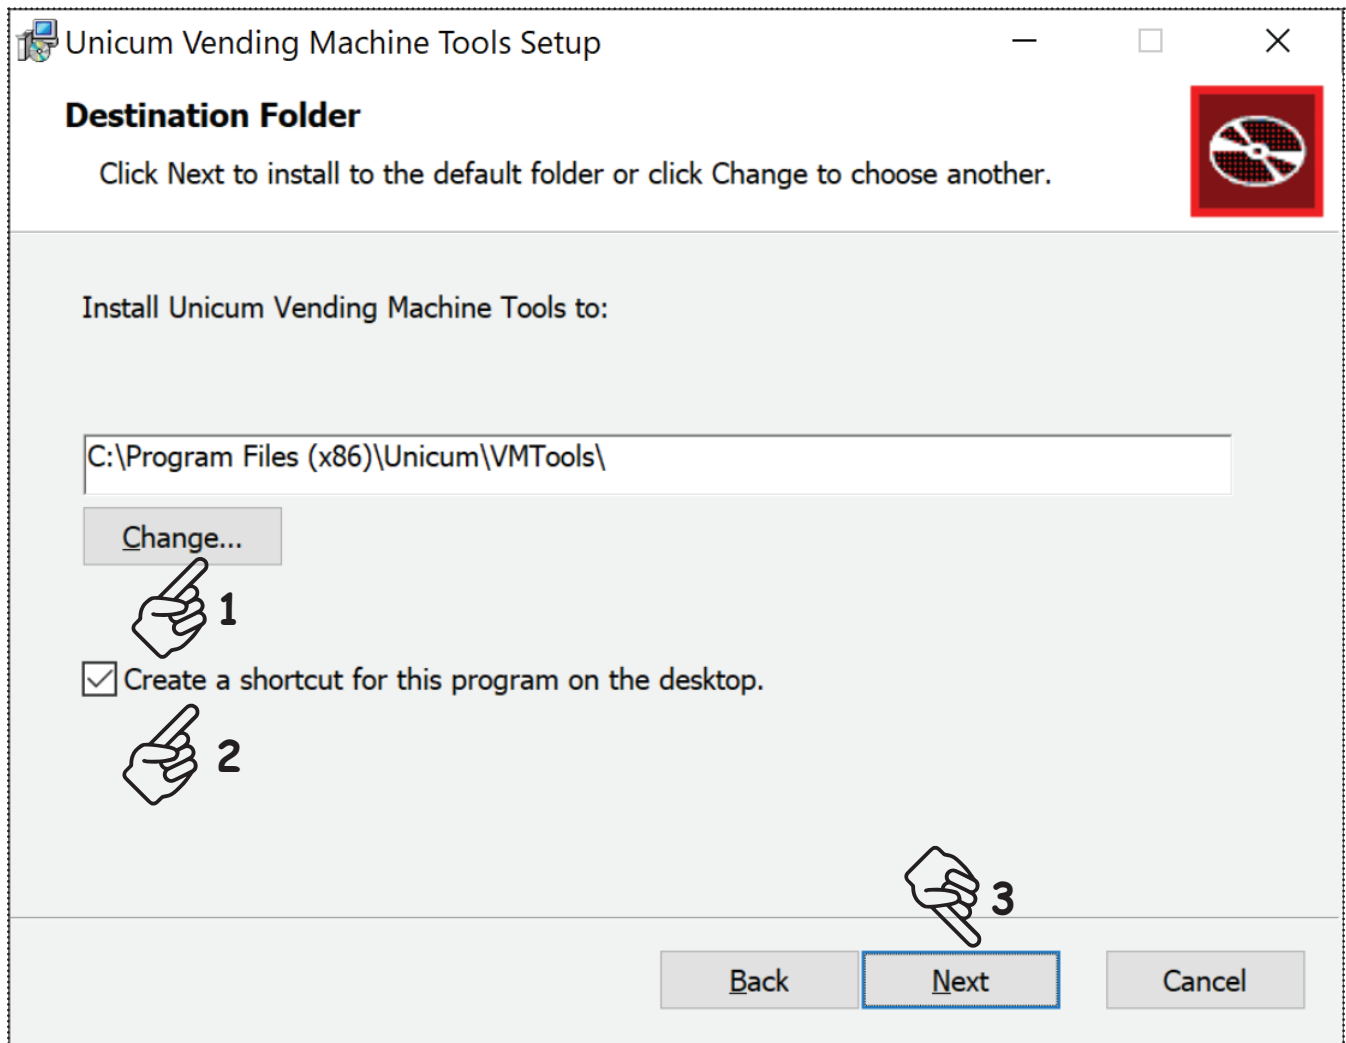 Unicum Vending Machine Tools Setup
Destination Folder
Click Next to install to the default folder or click Change to choose another.
Install Unicum Vending Machine Tools to:
C:\Program Files (x86)\Unicum\VMTools\
Change...
1
Create a shortcut for this program on the desktop.
2
3
Back Next Cancel